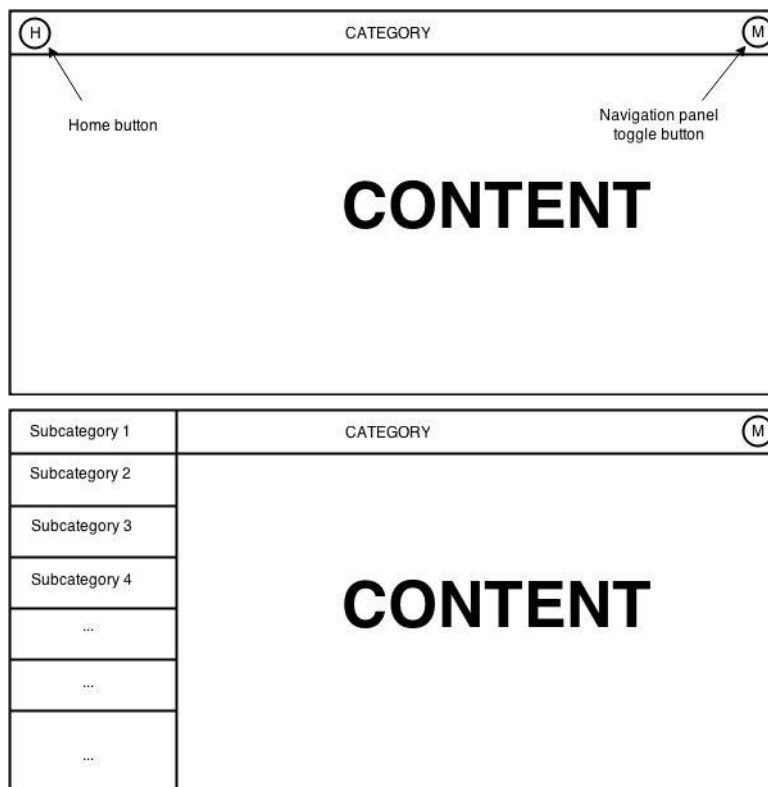 H
CATEGORY
M
Home button
Navigation panel
toggle button
CONTENT
Subcategory 1
CATEGORY
M
Subcategory 2
Subcategory 3
Subcategory 4
CONTENT
...
...
...